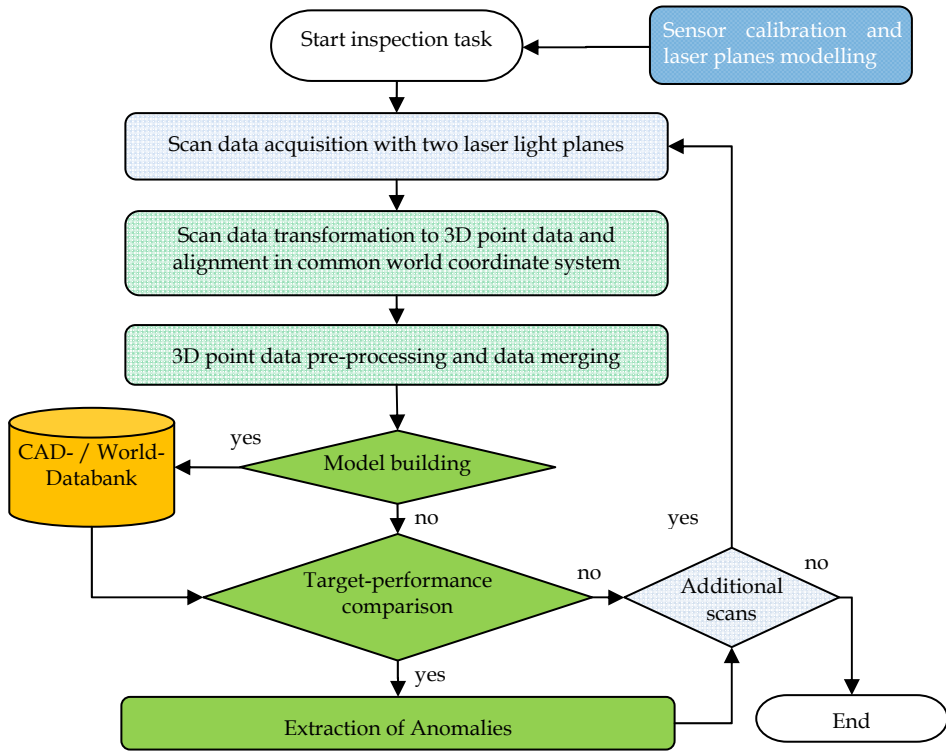 Start inspection task
Sensor calibration and
laser planes modelling
Scan data acquisition with two laser light planes
Scan data transformation to 3D point data and
alignment in common world coordinate system
3D point data pre-processing and data merging
yes
CAD- / World-
Databank
Model building
no
yes
Target-performance
comparison
no
Additional
scans
no
yes
Extraction of Anomalies
End